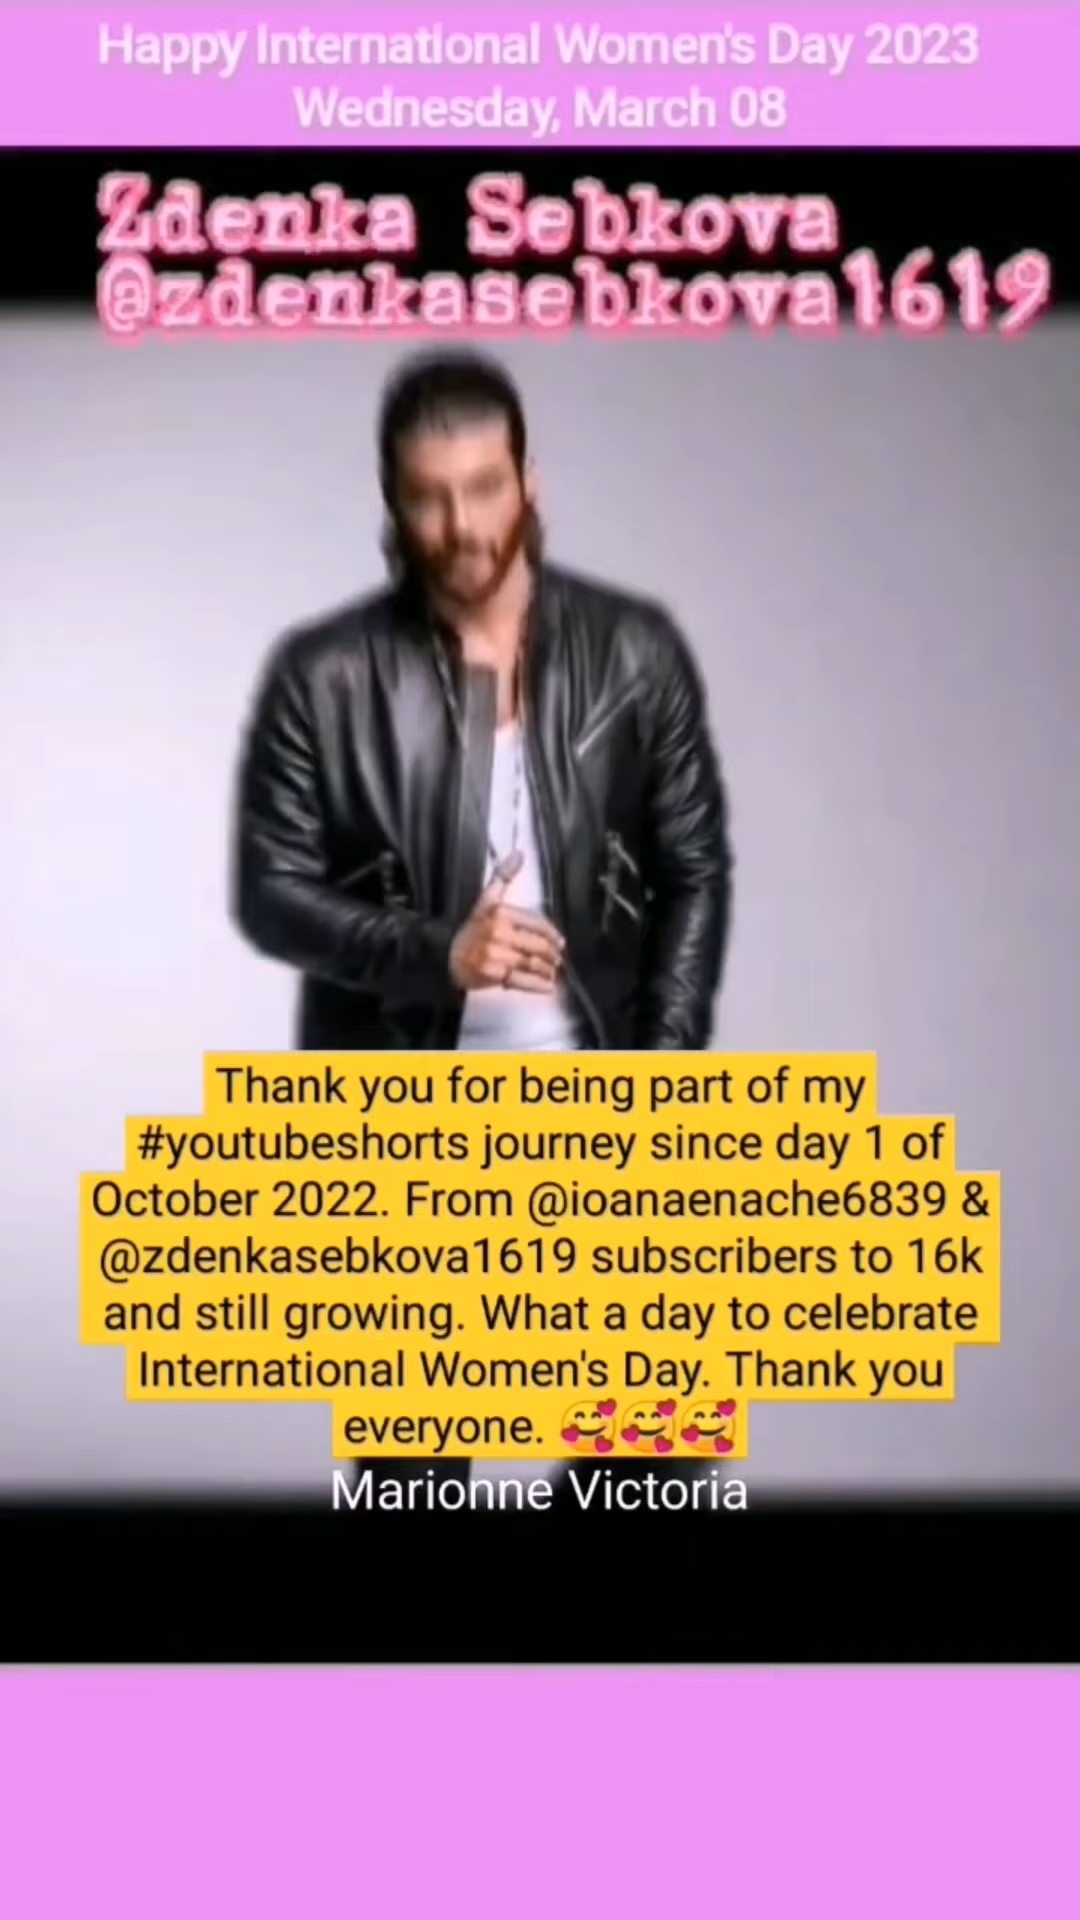 Happy International Women's Day 2023
Wednesday, March 08
Zdenka Sebkova
@zdenkasebkova1619
Thank you for being part of my
#youtubeshorts journey since day 1 of
October 2022. From @ioanaenache6839 &
@zdenkasebkova1619 subscribers to 16k
and still growing. What a day to celebrate
International Women's Day. Thank you
everyone. 🥰🥰🥰
Marionne Victoria